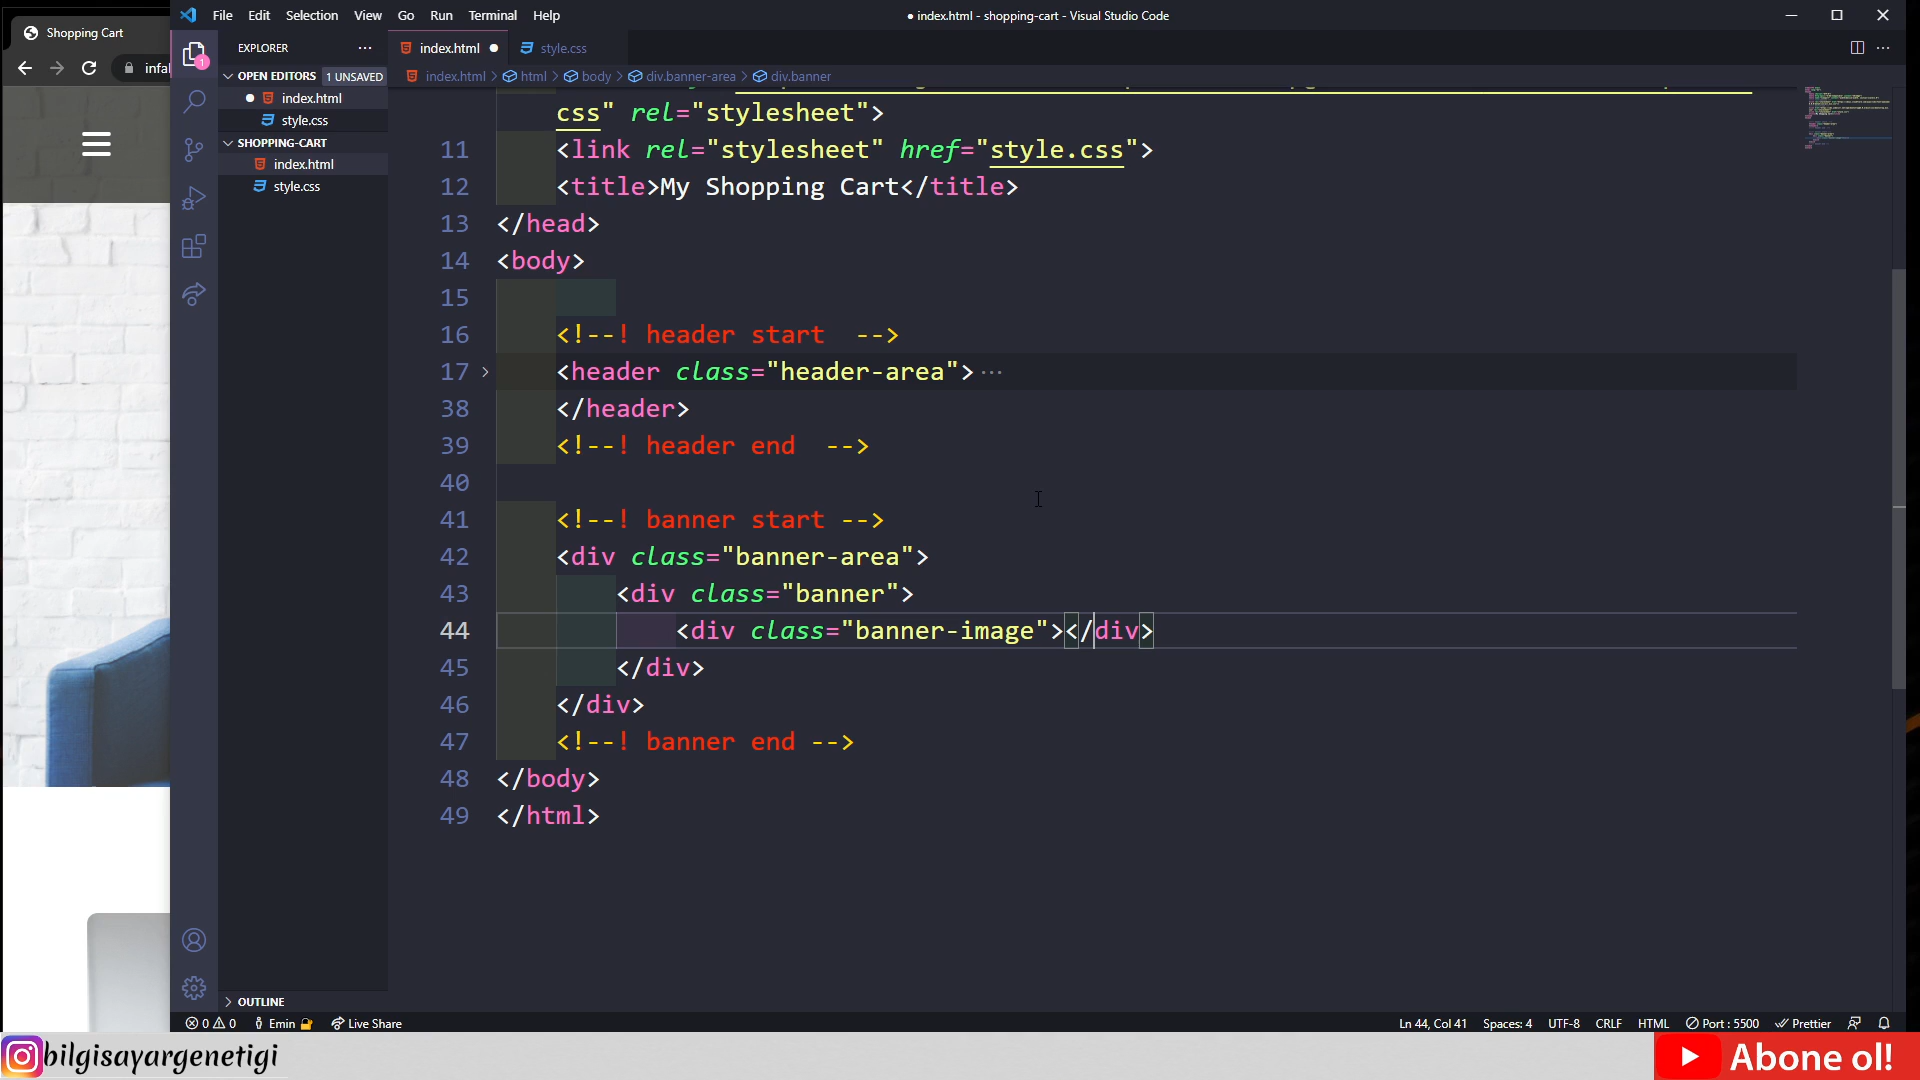 Shopping Cart
infal
File Edit Selection View Go Run Terminal Help
● index.html - shopping-cart - Visual Studio Code
EXPLORER
index.html ●
style.css
OPEN EDITORS
1 UNSAVED
index.html > html > body > div.banner-area > div.banner
● index.html
style.css
SHOPPING-CART
index.html
style.css
1
css" rel="stylesheet">
11 <link rel="stylesheet" href="style.css">
12 <title>My Shopping Cart</title>
13 </head>
14 <body>
15
16 <!--! header start  -->
17 <header class="header-area"> ···
38 </header>
39 <!--! header end  -->
40
41 <!--! banner start -->
42 <div class="banner-area">
43 <div class="banner">
44 <div class="banner-image"></div>
45 </div>
46 </div>
47 <!--! banner end -->
48 </body>
49 </html>
OUTLINE
0 0 Emin Live Share
Ln 44, Col 41 Spaces: 4 UTF-8 CRLF HTML Port : 5500 Prettier
bilgisayargenetigi
Abone ol!